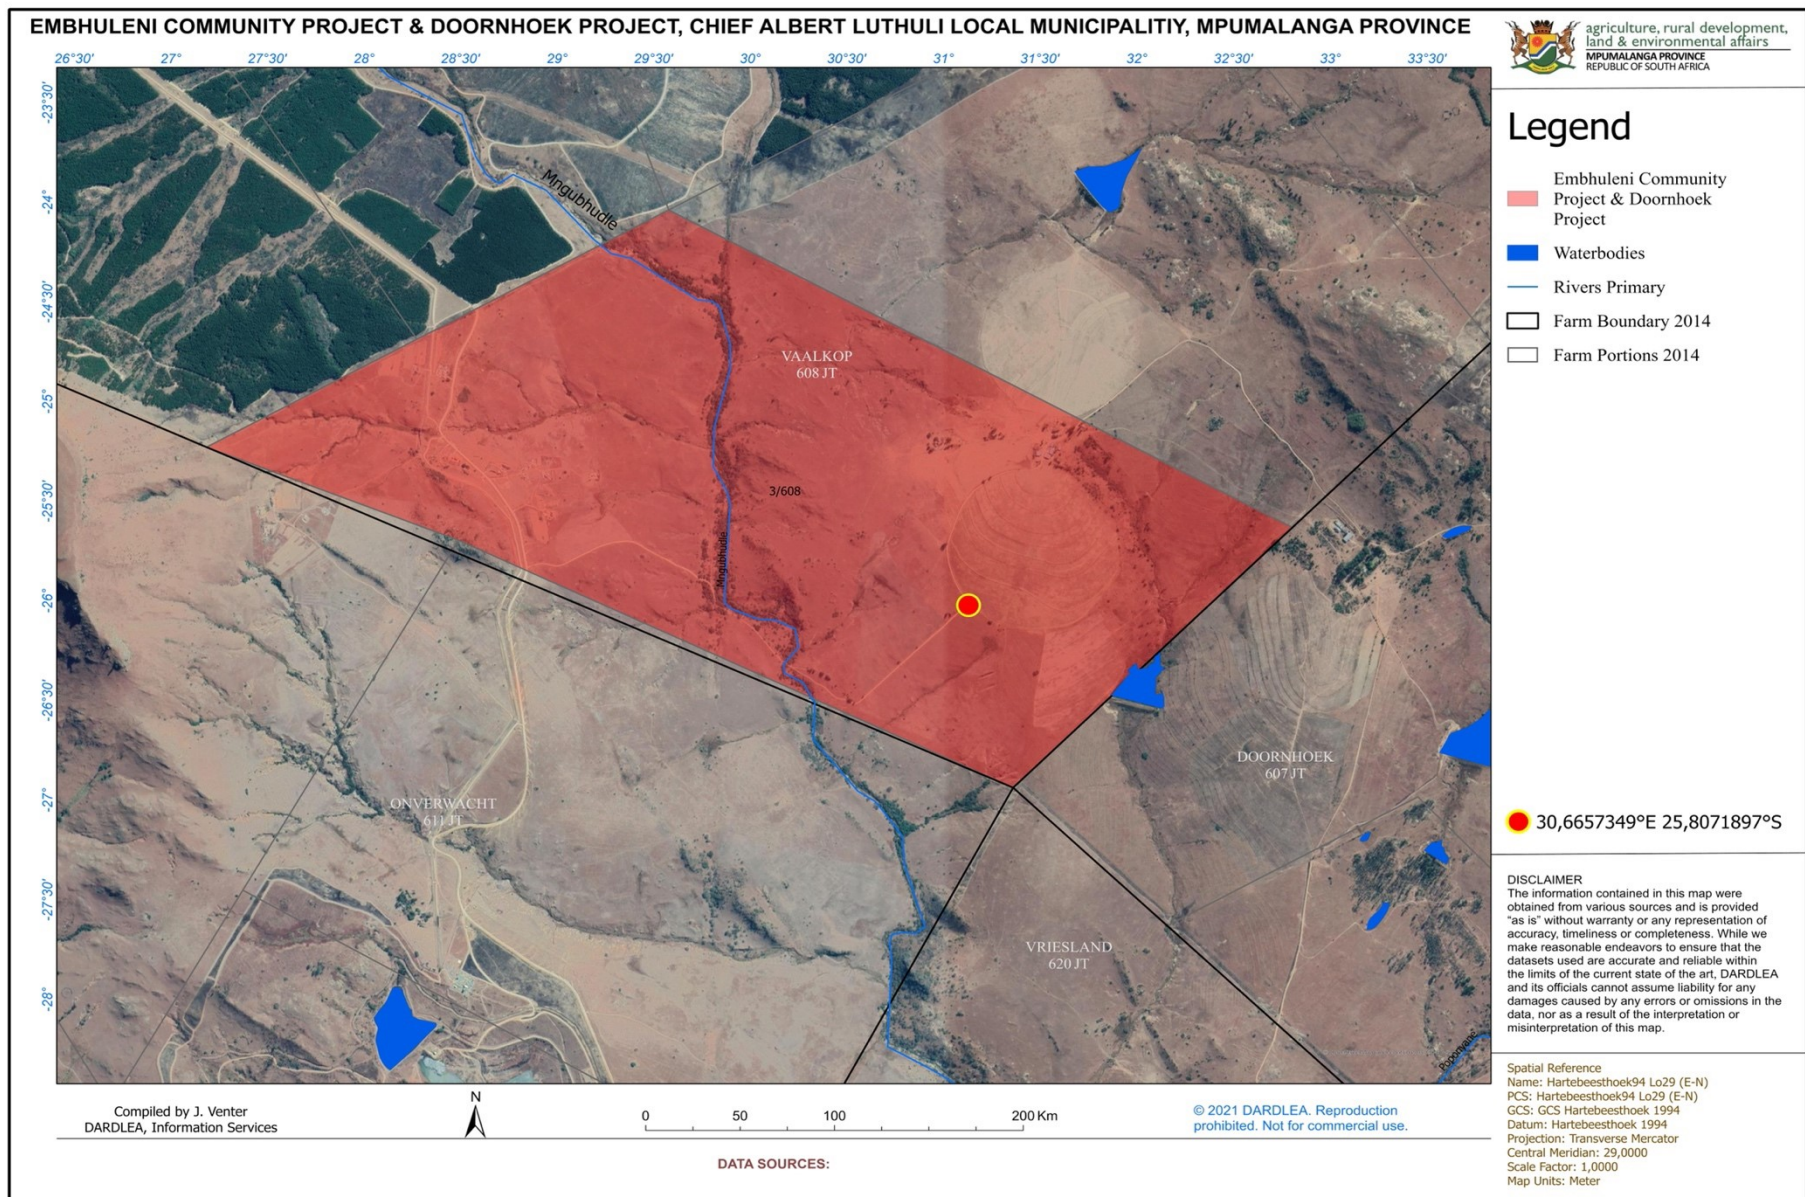 EMBHULENI COMMUNITY PROJECT & DOORNHOEK PROJECT, CHIEF ALBERT LUTHULI LOCAL MUNICIPALITIY, MPUMALANGA PROVINCE
agriculture, rural development,
land & environmental affairs
MPUMALANGA PROVINCE
REPUBLIC OF SOUTH AFRICA
26°30' 27° 27°30' 28° 28°30' 29° 29°30' 30° 30°30' 31° 31°30' 32° 32°30' 33° 33°30'
-23°30'
-24°
-24°30'
-25°
-25°30'
-26°
-26°30'
-27°
-27°30'
-28°
Mngubhudle
VAALKOP
608 JT
3/608
Mngubhudle
DOORNHOEK
607 JT
ONVERWACHT
611 JT
VRIESLAND
620 JT
Legend
Embhuleni Community
Project & Doornhoek
Project
Waterbodies
Rivers Primary
Farm Boundary 2014
Farm Portions 2014
30,6657349°E 25,8071897°S
DISCLAIMER
The information contained in this map were
obtained from various sources and is provided
"as is" without warranty or any representation of
accuracy, timeliness or completeness. While we
make reasonable endeavors to ensure that the
datasets used are accurate and reliable within
the limits of the current state of the art, DARDLEA
and its officials cannot assume liability for any
damages caused by any errors or omissions in the
data, nor as a result of the interpretation or
misinterpretation of this map.
Spatial Reference
Name: Hartebeesthoek94 Lo29 (E-N)
PCS: Hartebeesthoek94 Lo29 (E-N)
GCS: GCS Hartebeesthoek 1994
Datum: Hartebeesthoek 1994
Projection: Transverse Mercator
Central Meridian: 29,0000
Scale Factor: 1,0000
Map Units: Meter
Compiled by J. Venter
DARDLEA, Information Services
N
0 50 100 200 Km
© 2021 DARDLEA. Reproduction
prohibited. Not for commercial use.
DATA SOURCES: